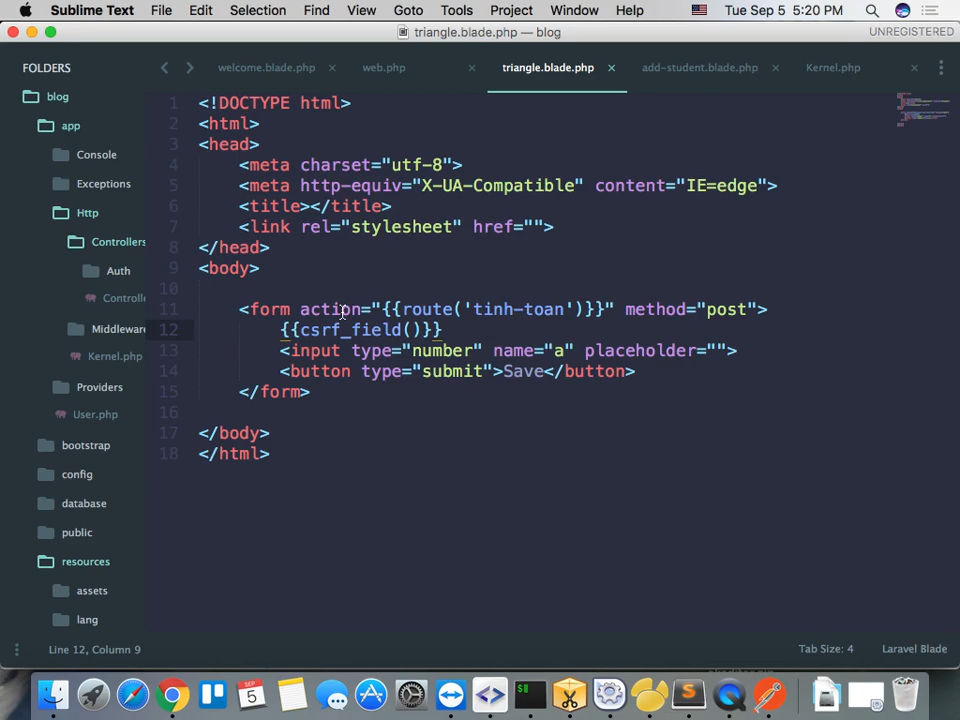 Sublime Text File Edit Selection Find View Goto Tools Project Window Help Tue Sep 5 5:20 PM
triangle.blade.php — blog UNREGISTERED
FOLDERS
blog
app
Console
Exceptions
Http
Controllers
Auth
Controlle
Middleware
Kernel.php
Providers
User.php
bootstrap
config
database
public
resources
assets
lang
welcome.blade.php × web.php × triangle.blade.php × add-student.blade.php × Kernel.php ×
1 <!DOCTYPE html>
2 <html>
3 <head>
4 <meta charset="utf-8">
5 <meta http-equiv="X-UA-Compatible" content="IE=edge">
6 <title></title>
7 <link rel="stylesheet" href="">
8 </head>
9 <body>
10
11 <form action="{{route('tinh-toan')}}" method="post">
12 {{csrf_field()}}
13 <input type="number" name="a" placeholder="">
14 <button type="submit">Save</button>
15 </form>
16
17 </body>
18 </html>
Line 12, Column 9 Tab Size: 4 Laravel Blade
SEP
5